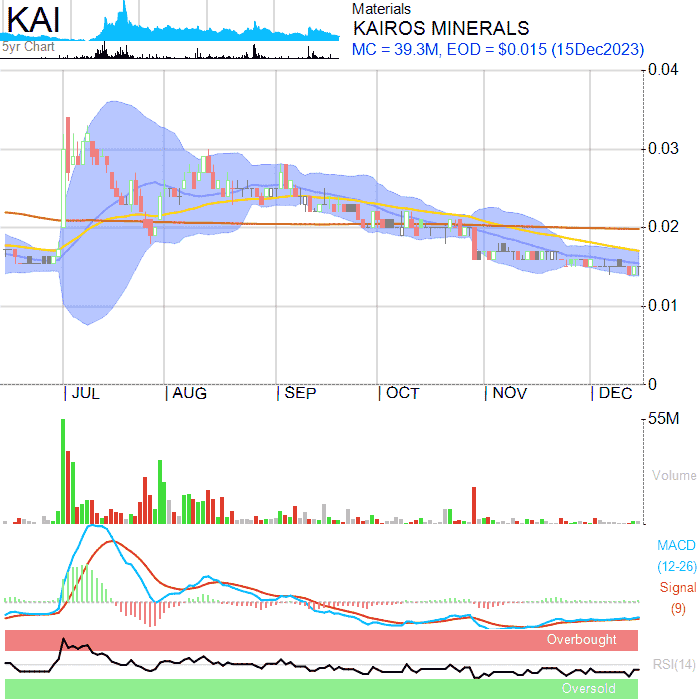 KAI
5yr Chart
Materials
KAIROS MINERALS
MC = 39.3M, EOD = $0.015 (15Dec2023)
0.04
0.03
0.02
0.01
0
JUL AUG SEP OCT NOV DEC
55M
Volume
MACD
(12-26)
Signal
(9)
Overbought
RSI(14)
Oversold